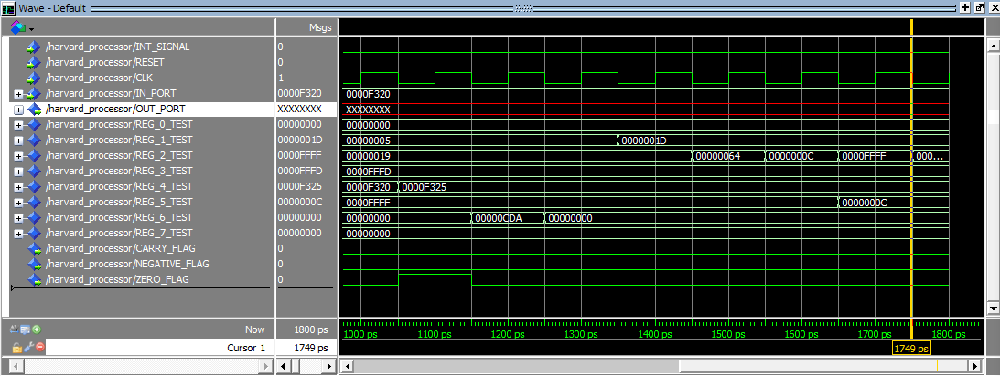 Wave - Default
Msgs
/harvard_processor/INT_SIGNAL 0
/harvard_processor/RESET 0
/harvard_processor/CLK 1
/harvard_processor/IN_PORT 0000F320 0000F320
/harvard_processor/OUT_PORT XXXXXXXX XXXXXXXX
/harvard_processor/REG_0_TEST 00000000 00000000
/harvard_processor/REG_1_TEST 0000001D 00000005 0000001D
/harvard_processor/REG_2_TEST 0000FFFF 00000019 00000064 0000000C 0000FFFF 000...
/harvard_processor/REG_3_TEST 0000FFFD 0000FFFD
/harvard_processor/REG_4_TEST 0000F325 0000F320 0000F325
/harvard_processor/REG_5_TEST 0000000C 0000FFFF 0000000C
/harvard_processor/REG_6_TEST 00000000 00000000 00000CDA 00000000
/harvard_processor/REG_7_TEST 00000000 00000000
/harvard_processor/CARRY_FLAG 0
/harvard_processor/NEGATIVE_FLAG 0
/harvard_processor/ZERO_FLAG 0
Now 1800 ps 1000 ps 1100 ps 1200 ps 1300 ps 1400 ps 1500 ps 1600 ps 1700 ps 1800 ps
Cursor 1 1749 ps 1749 ps